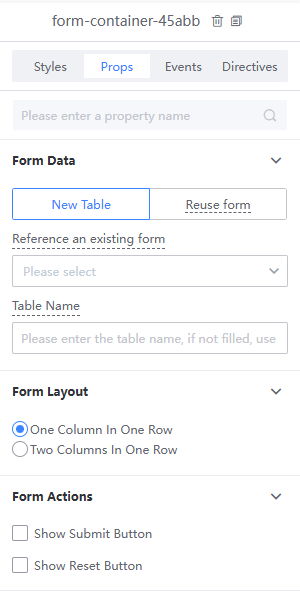 form-container-45abb
Styles Props Events Directives
Please enter a property name
Form Data
New Table Reuse form
Reference an existing form
Please select
Table Name
Please enter the table name, if not filled, use
Form Layout
One Column In One Row
Two Columns In One Row
Form Actions
Show Submit Button
Show Reset Button